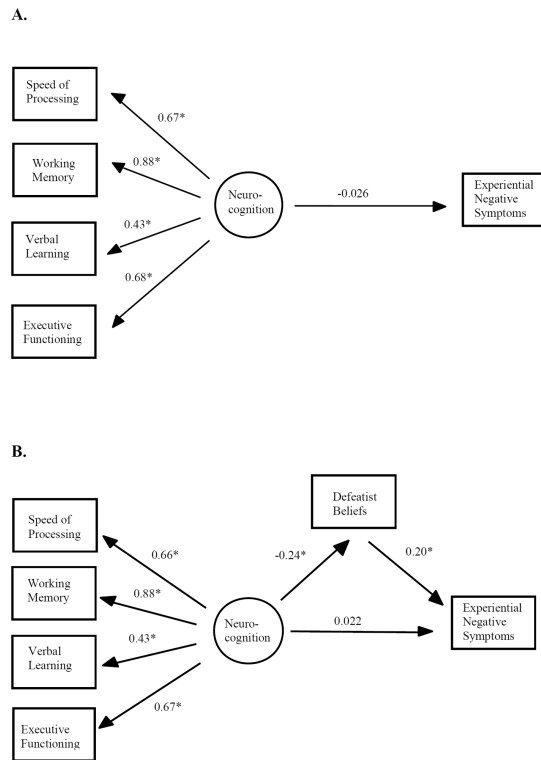 A.
Speed of
Processing
0.67*
Working
Memory
0.88*
Neuro-
cognition
-0.026
Experiential
Negative
Symptoms
Verbal
Learning
0.43*
0.68*
Executive
Functioning
B.
Defeatist
Beliefs
Speed of
Processing
0.66*
-0.24*
0.20*
Working
Memory
0.88*
Neuro-
cognition
0.022
Experiential
Negative
Symptoms
Verbal
Learning
0.43*
0.67*
Executive
Functioning